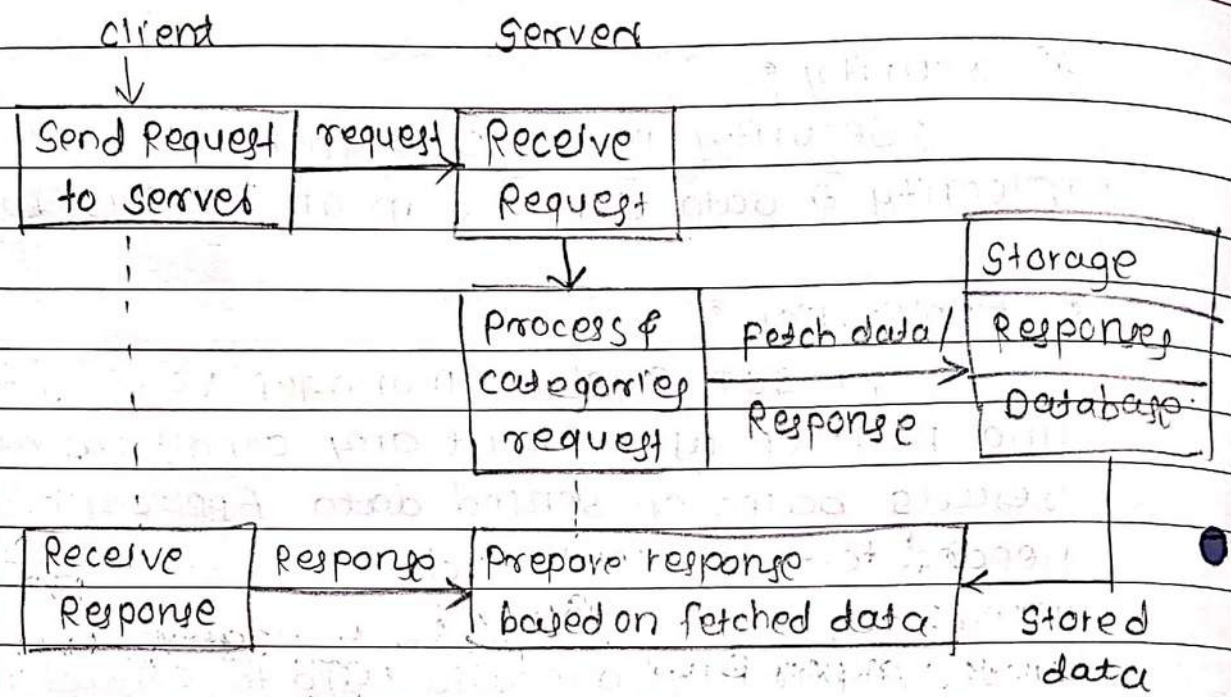 client
Server
Send Request
to server
request
Receive
Request
Process &
categories
request
Fetch data/
Response
Storage
Responses
Database
Receive
Response
Response
Prepare response
based on fetched data.
Stored
data